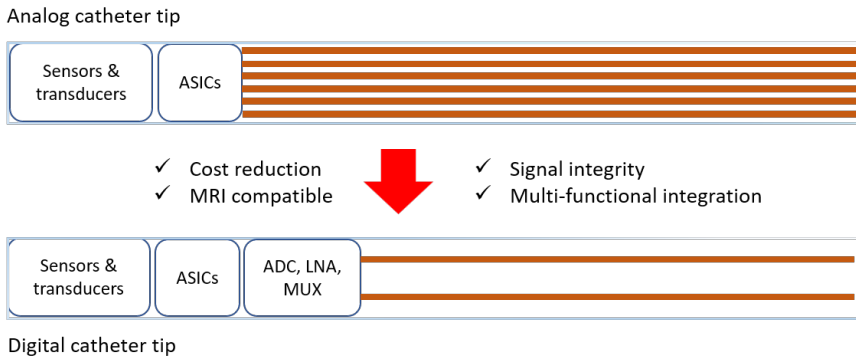 Analog catheter tip
Sensors &
transducers
ASICs
✓ Cost reduction
✓ MRI compatible
✓ Signal integrity
✓ Multi-functional integration
Sensors &
transducers
ASICs
ADC, LNA,
MUX
Digital catheter tip